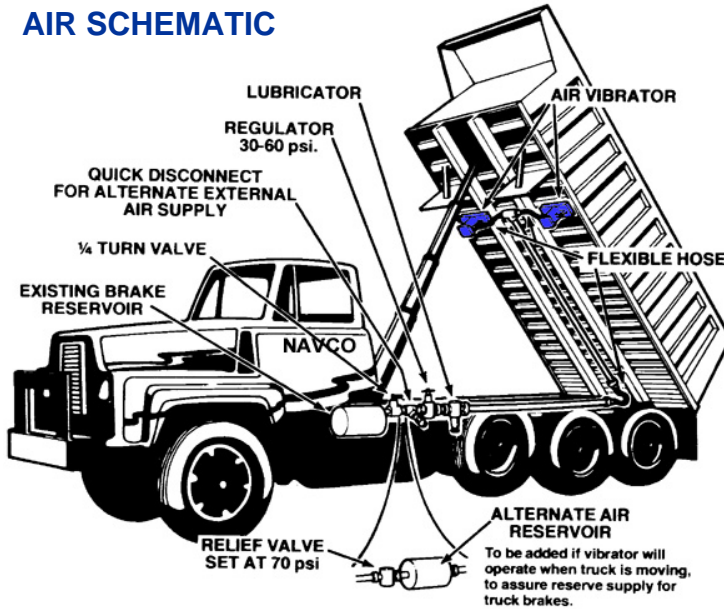 AIR SCHEMATIC
LUBRICATOR
AIR VIBRATOR
REGULATOR
30-60 psi.
QUICK DISCONNECT
FOR ALTERNATE EXTERNAL
AIR SUPPLY
¼ TURN VALVE
FLEXIBLE HOSE
EXISTING BRAKE
RESERVOIR
NAVCO
RELIEF VALVE
SET AT 70 psi
ALTERNATE AIR
RESERVOIR
To be added if vibrator will
operate when truck is moving,
to assure reserve supply for
truck brakes.